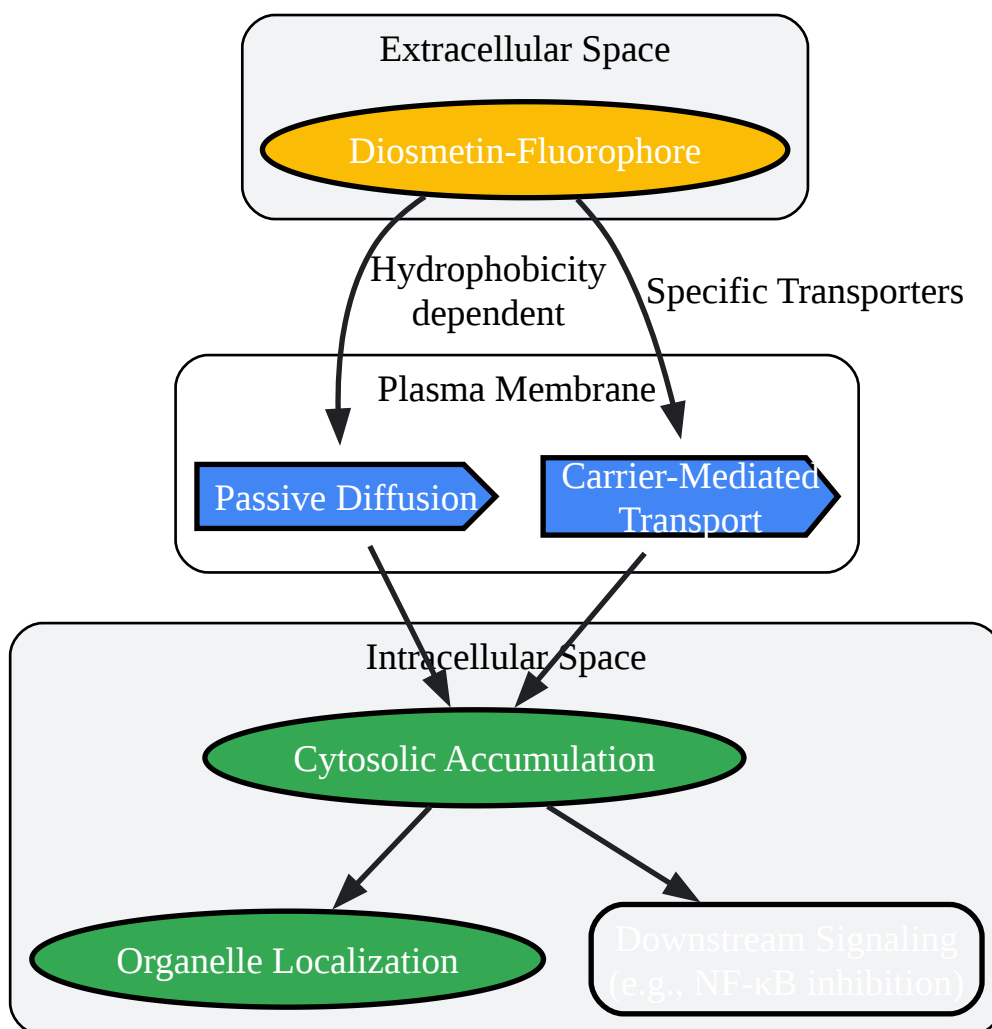 Extracellular Space
Diosmetin-Fluorophore
Hydrophobicity
dependent
Specific Transporters
Plasma Membrane
Passive Diffusion
Carrier-Mediated
Transport
Intracellular Space
Cytosolic Accumulation
Organelle Localization
Downstream Signaling
(e.g., NF-κB inhibition)